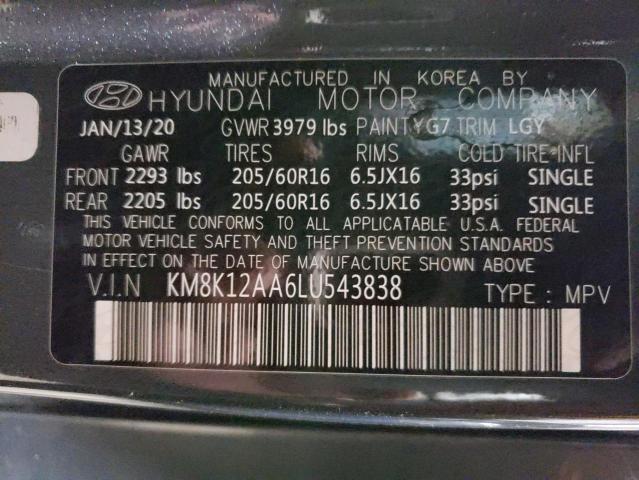 MANUFACTURED IN KOREA BY
HYUNDAI MOTOR COMPANY
JAN/13/20 GVWR 3979 lbs PAINT YG7 TRIM LGY
GAWR TIRES RIMS COLD TIRE INFL
FRONT 2293 lbs 205/60R16 6.5JX16 33psi SINGLE
REAR 2205 lbs 205/60R16 6.5JX16 33psi SINGLE
THIS VEHICLE CONFORMS TO ALL APPLICATABLE U.S.A. FEDERAL
MOTOR VEHICLE SAFETY AND THEFT PREVENTION STANDARDS
IN EFFECT ON THE DATE OF MANUFACTURE SHOWN ABOVE
V.I.N KM8K12AA6LU543838 TYPE : MPV